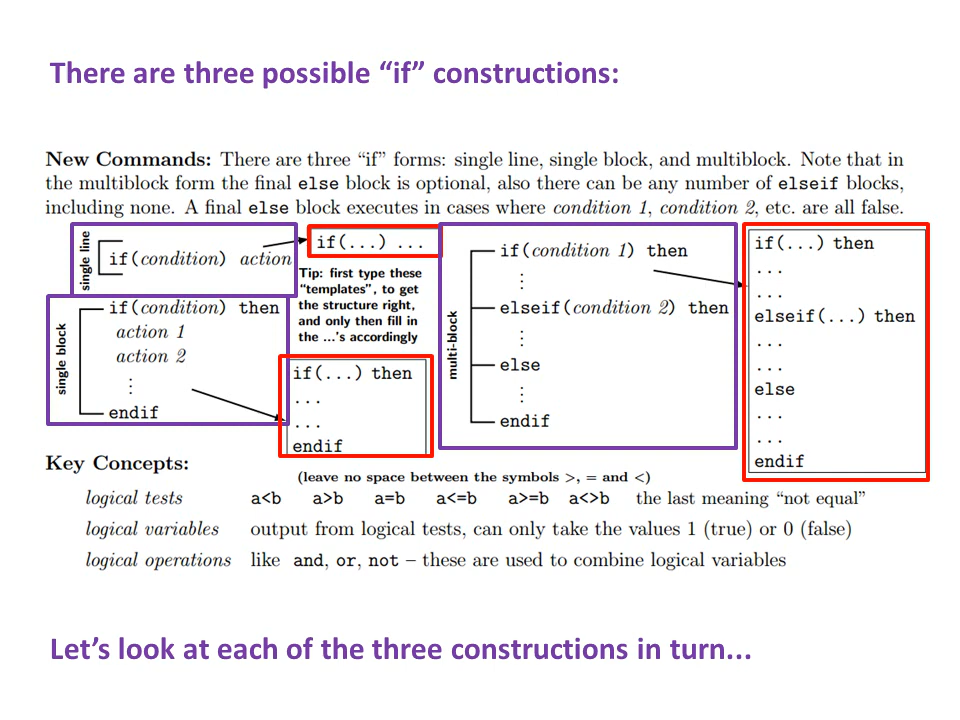 There are three possible “if” constructions:
New Commands: There are three “if” forms: single line, single block, and multiblock. Note that in
the multiblock form the final else block is optional, also there can be any number of elseif blocks,
including none. A final else block executes in cases where condition 1, condition 2, etc. are all false.
single line
if(condition) action
if(...) ...
Tip: first type these
“templates”, to get
the structure right,
and only then fill in
the ...’s accordingly
single block
if(condition) then
action 1
action 2
⋮
endif
if(...) then
...
...
endif
multi-block
if(condition 1) then
⋮
elseif(condition 2) then
⋮
else
⋮
endif
if(...) then
...
...
elseif(...) then
...
...
else
...
...
endif
Key Concepts:
(leave no space between the symbols >, = and <)
logical tests a<b a>b a=b a<=b a>=b a<>b the last meaning “not equal”
logical variables output from logical tests, can only take the values 1 (true) or 0 (false)
logical operations like and, or, not – these are used to combine logical variables
Let’s look at each of the three constructions in turn...